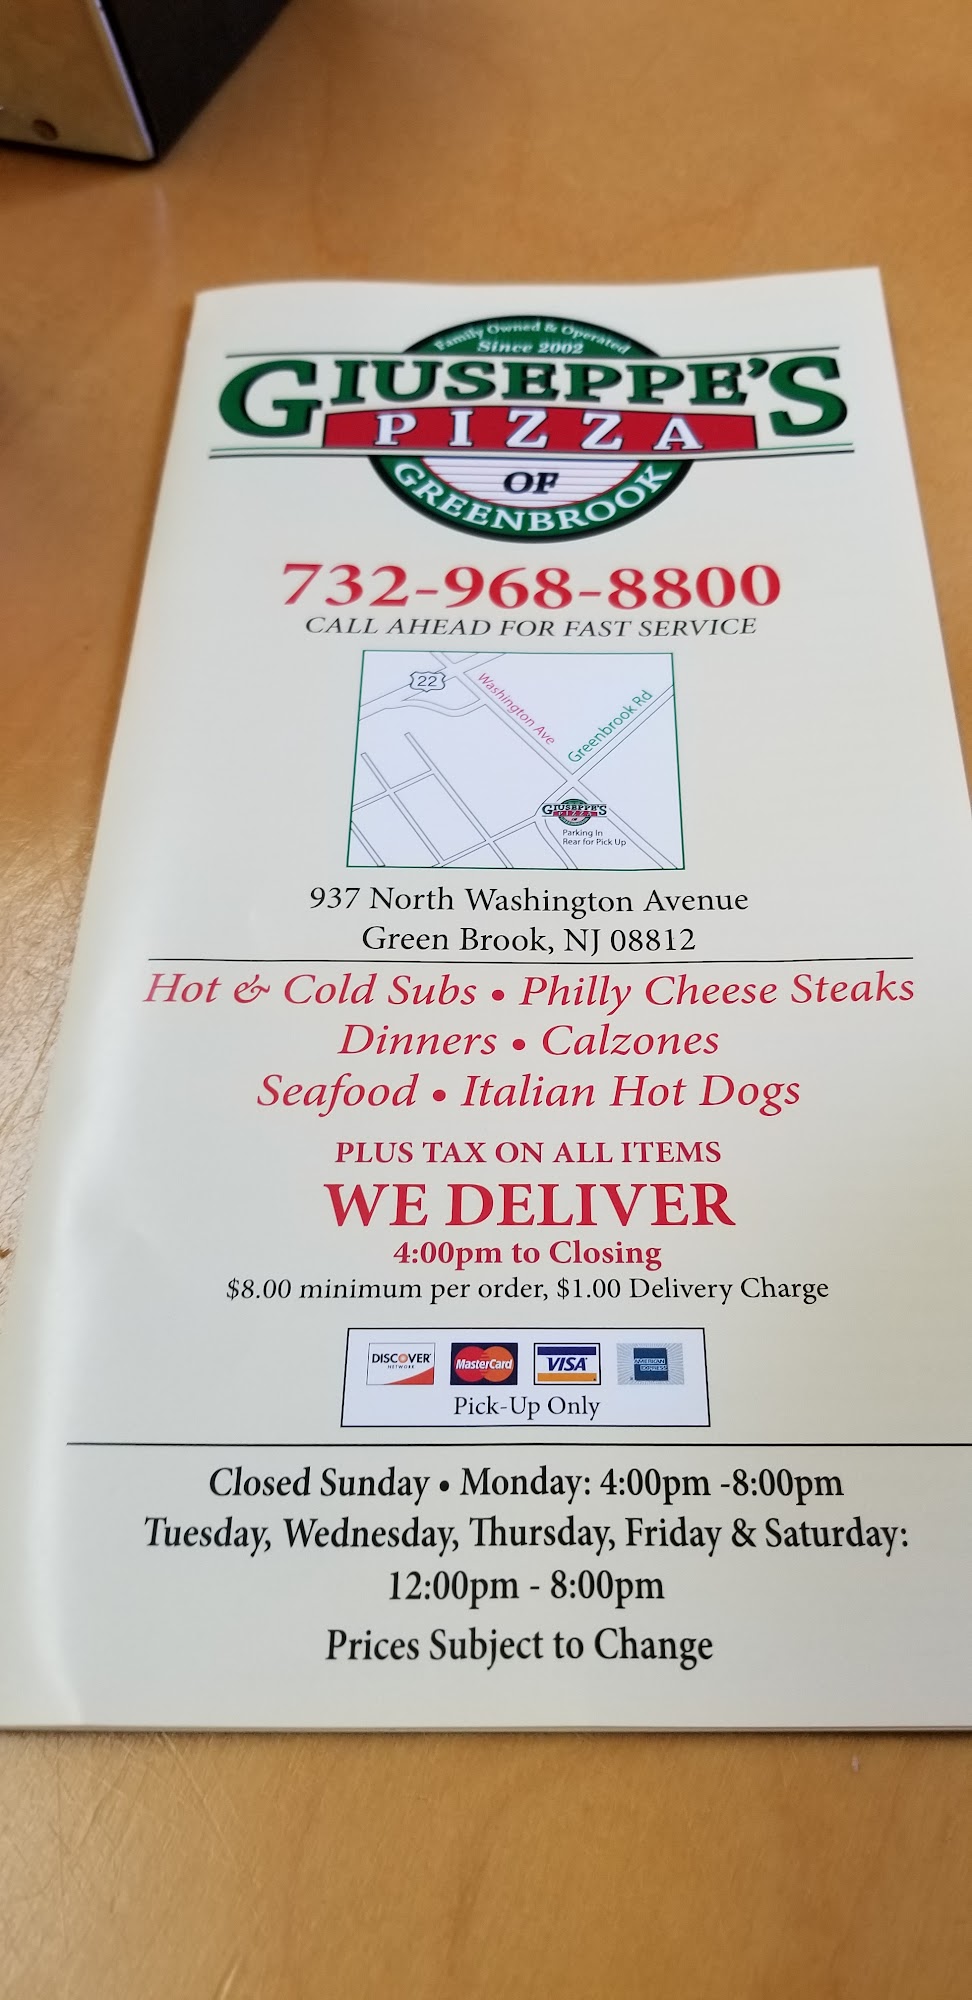 Family Owned & Operated
Since 2002
GIUSEPPE'S
PIZZA
OF
GREENBROOK
732-968-8800
CALL AHEAD FOR FAST SERVICE
22
Washington Ave
Greenbrook Rd
GIUSEPPE'S
PIZZA
Parking In
Rear for Pick Up
937 North Washington Avenue
Green Brook, NJ 08812
Hot & Cold Subs • Philly Cheese Steaks
Dinners • Calzones
Seafood • Italian Hot Dogs
PLUS TAX ON ALL ITEMS
WE DELIVER
4:00pm to Closing
$8.00 minimum per order, $1.00 Delivery Charge
DISCOVER NETWORK MasterCard VISA AMERICAN EXPRESS
Pick-Up Only
Closed Sunday • Monday: 4:00pm -8:00pm
Tuesday, Wednesday, Thursday, Friday & Saturday:
12:00pm - 8:00pm
Prices Subject to Change